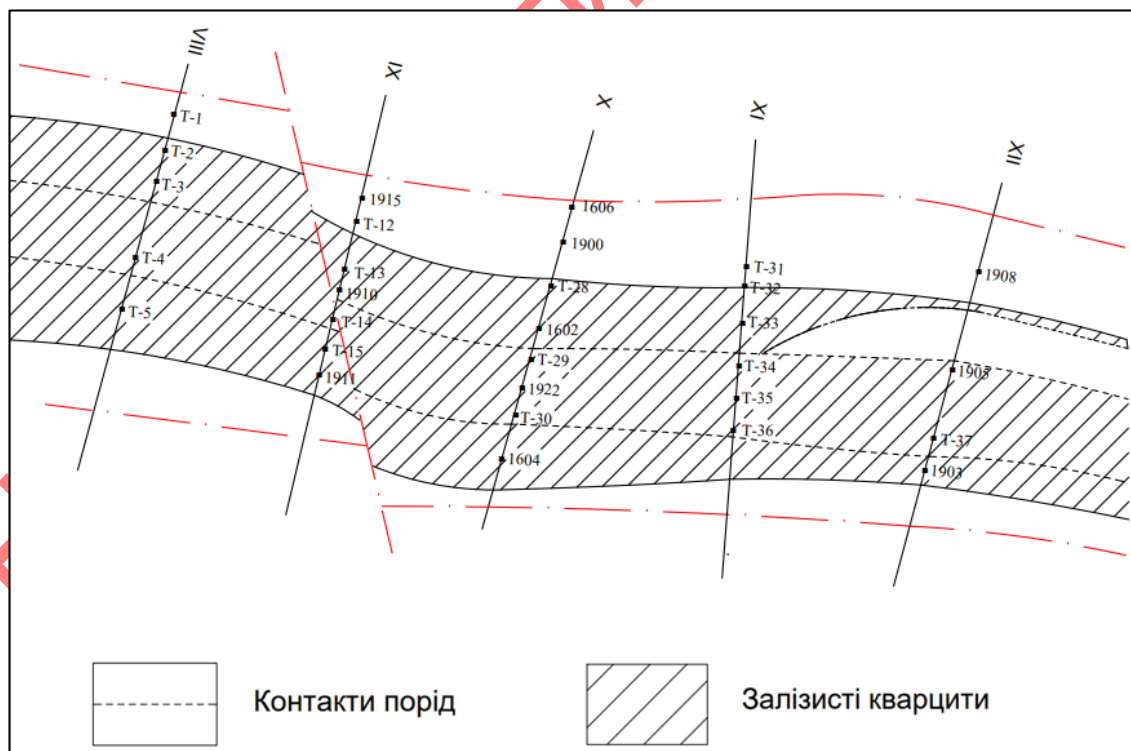 VIII
T-1
T-2
T-3
T-4
T-5
IX
1915
T-12
T-13
1910
T-14
T-15
1911
X
1606
1900
T-28
1602
T-29
1922
T-30
1604
XI
T-31
T-32
T-33
T-34
T-35
T-36
XII
1908
1905
T-37
1903
Контакти порід
Залізисті кварцити